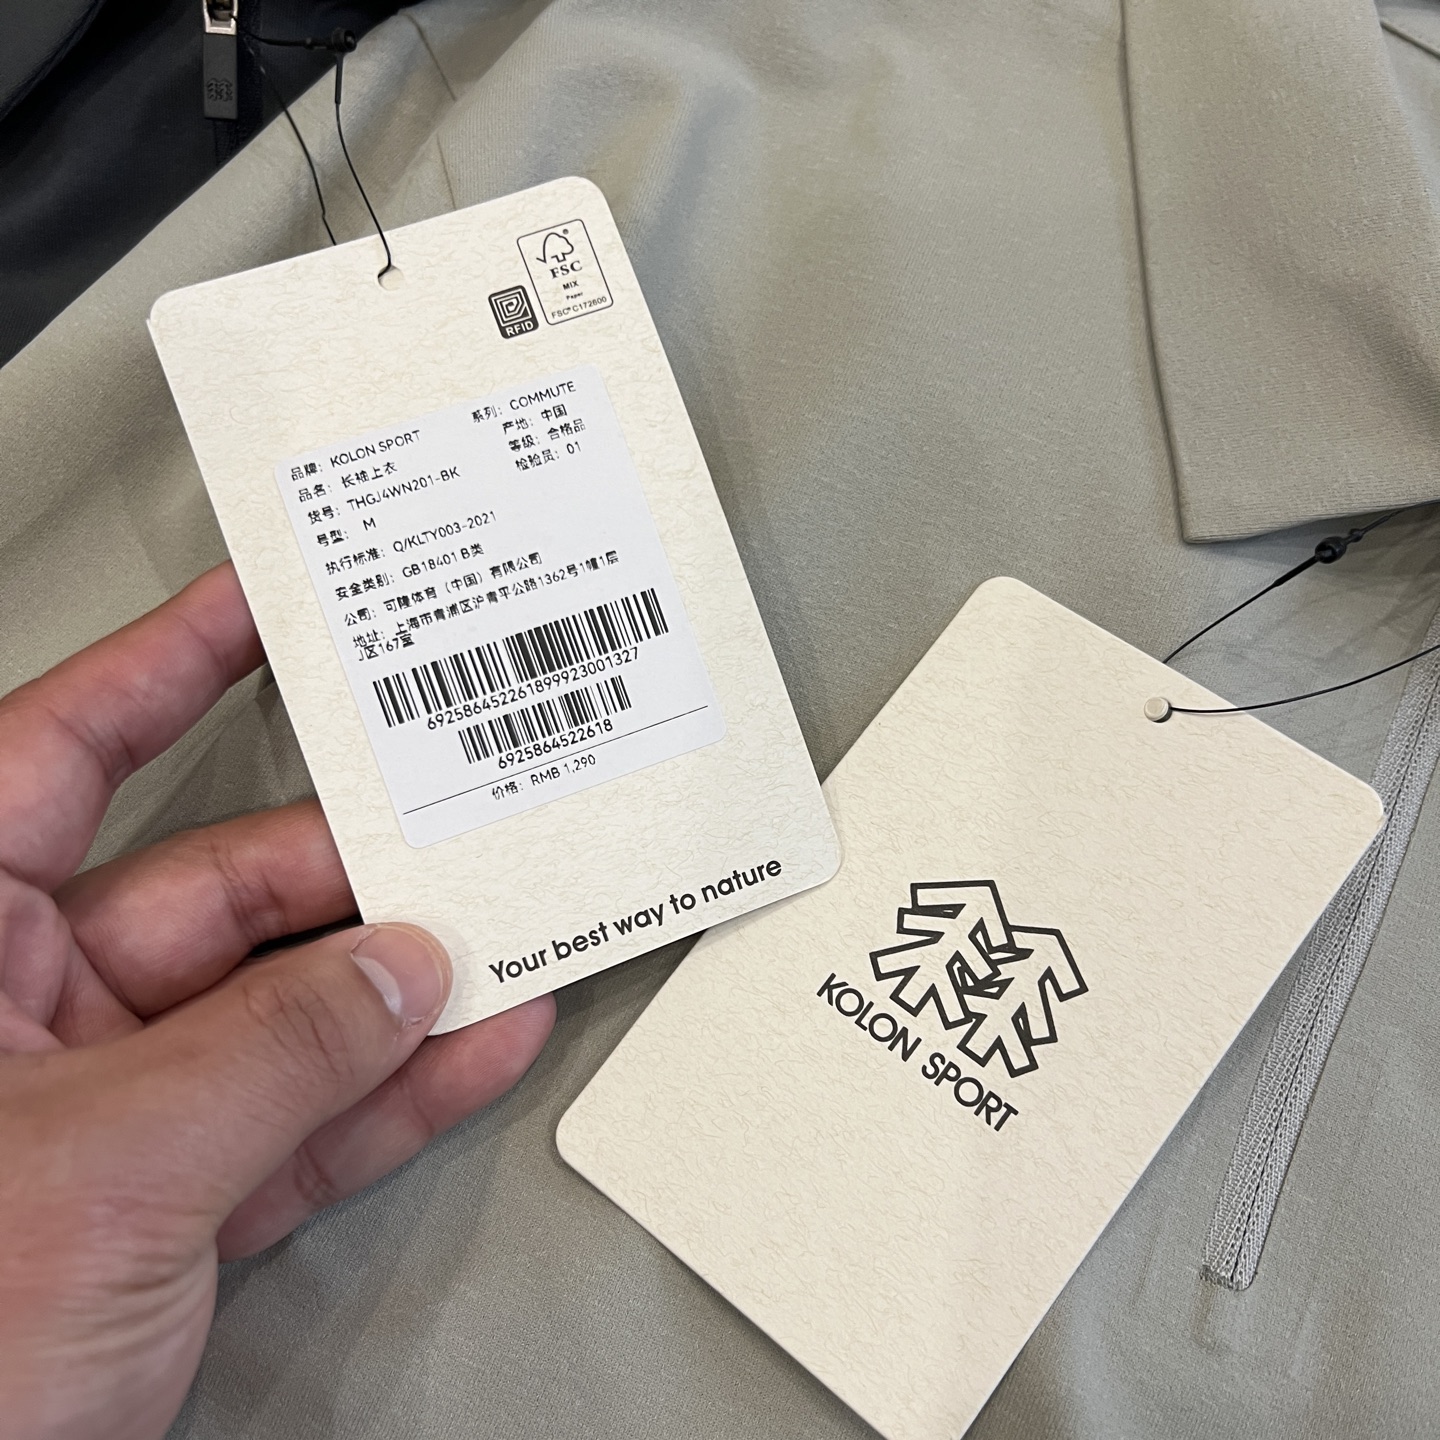 FSC
MIX
Paper
FSC® C172600
RFID
系列：COMMUTE
产地：中国
等级：合格品
检验员：01
品牌：KOLON SPORT
品名：长袖上衣
货号：THGJ4WN201-BK
号型：M
执行标准：Q/KLTY003-2021
安全类别：GB18401 B类
公司：可隆体育（中国）有限公司
地址：上海市青浦区沪青平公路1362号1幢1层
J区167室
692586452261899923001327
6925864522618
价格：RMB 1,290
Your best way to nature
KOLON SPORT